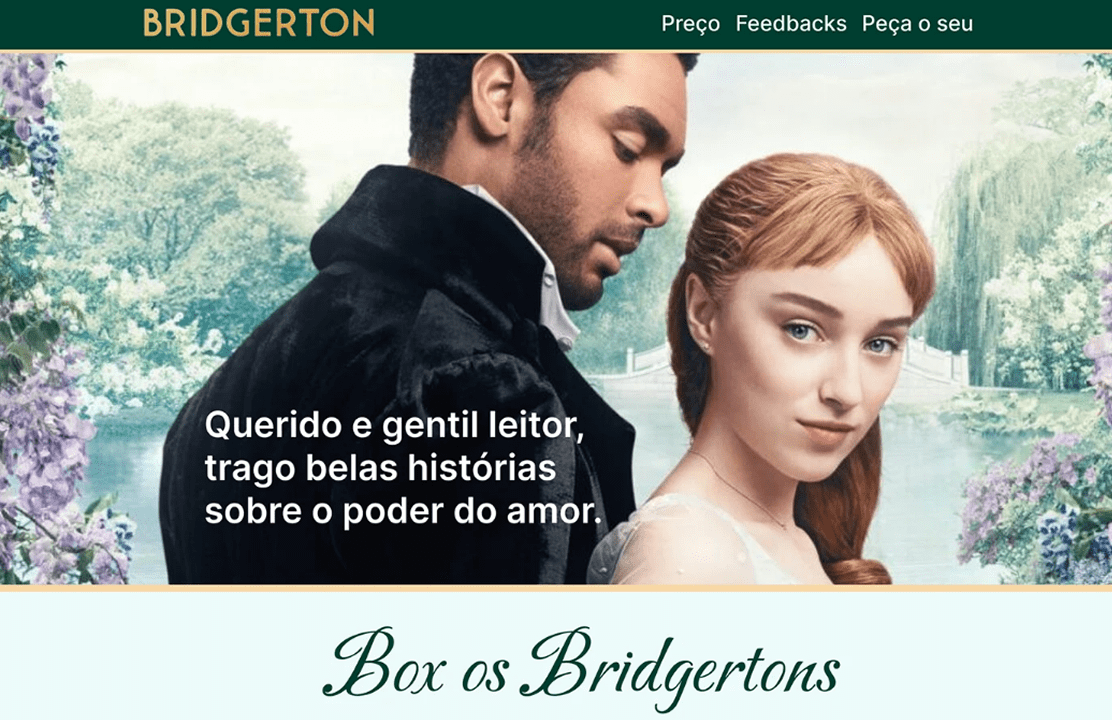 BRIDGERTON
Preço Feedbacks Peça o seu
Querido e gentil leitor,
trago belas histórias
sobre o poder do amor.
Box os Bridgertons